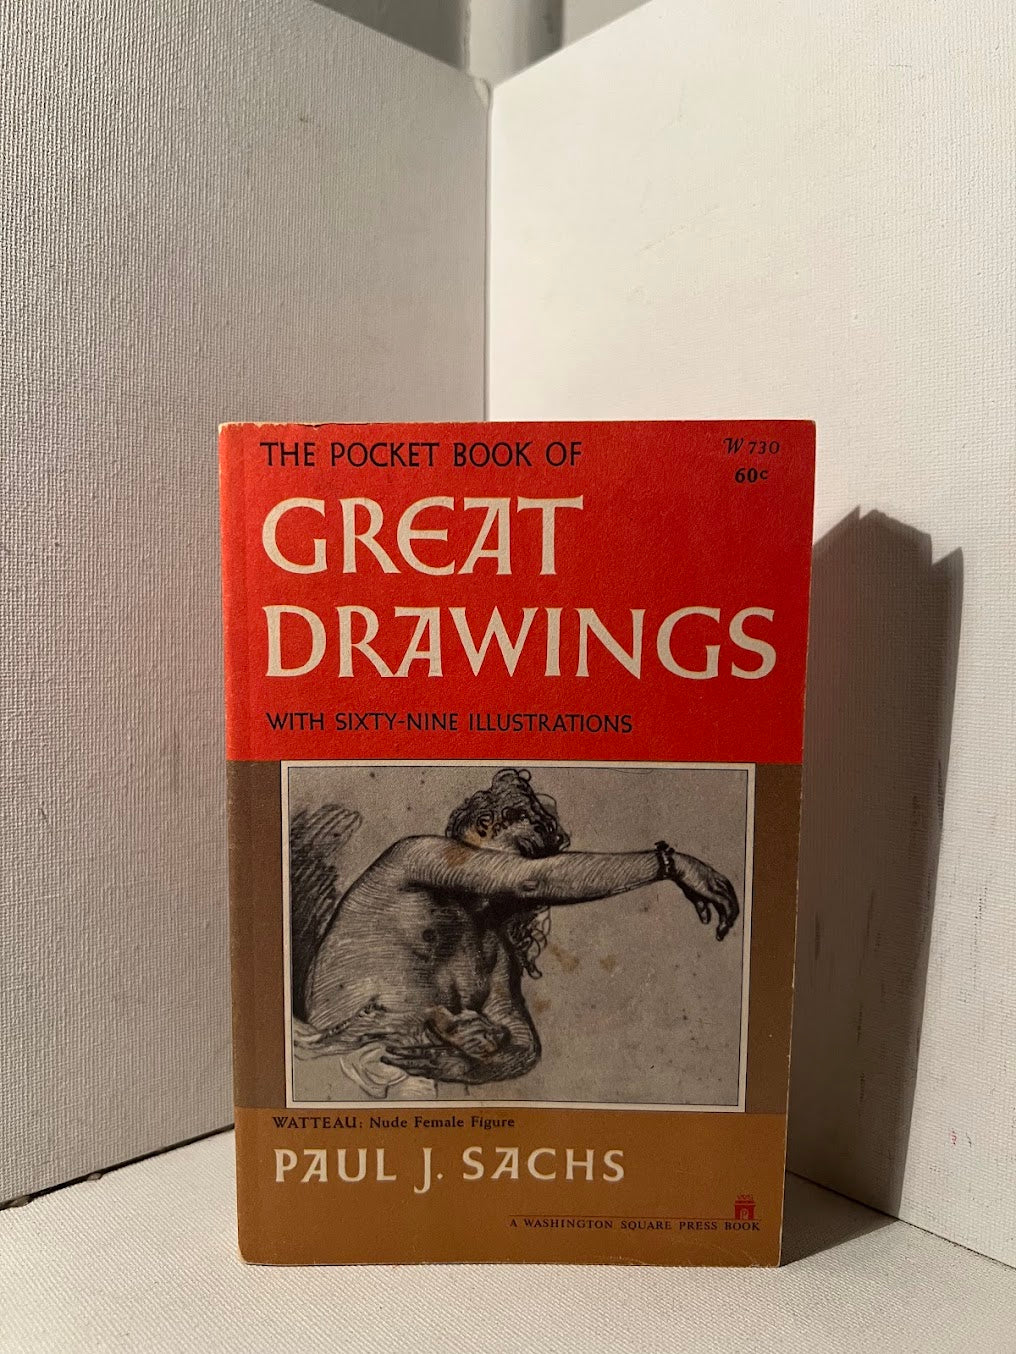 THE POCKET BOOK OF
W 730
60c
GREAT
DRAWINGS
WITH SIXTY-NINE ILLUSTRATIONS
WATTEAU: Nude Female Figure
PAUL J. SACHS
A WASHINGTON SQUARE PRESS BOOK